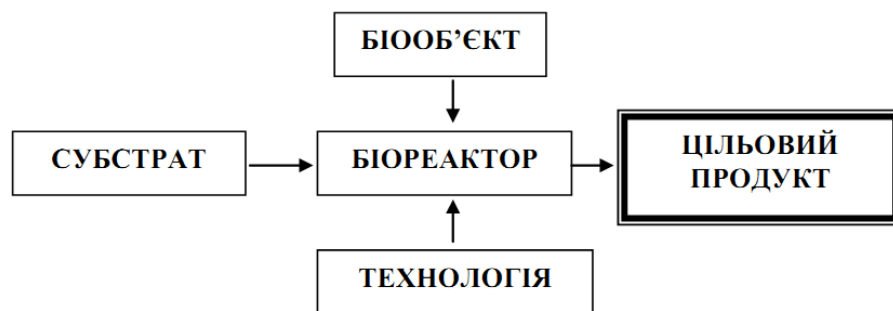 БІООБ’ЄКТ
СУБСТРАТ
БІОРЕАКТОР
ЦІЛЬОВИЙ
ПРОДУКТ
ТЕХНОЛОГІЯ